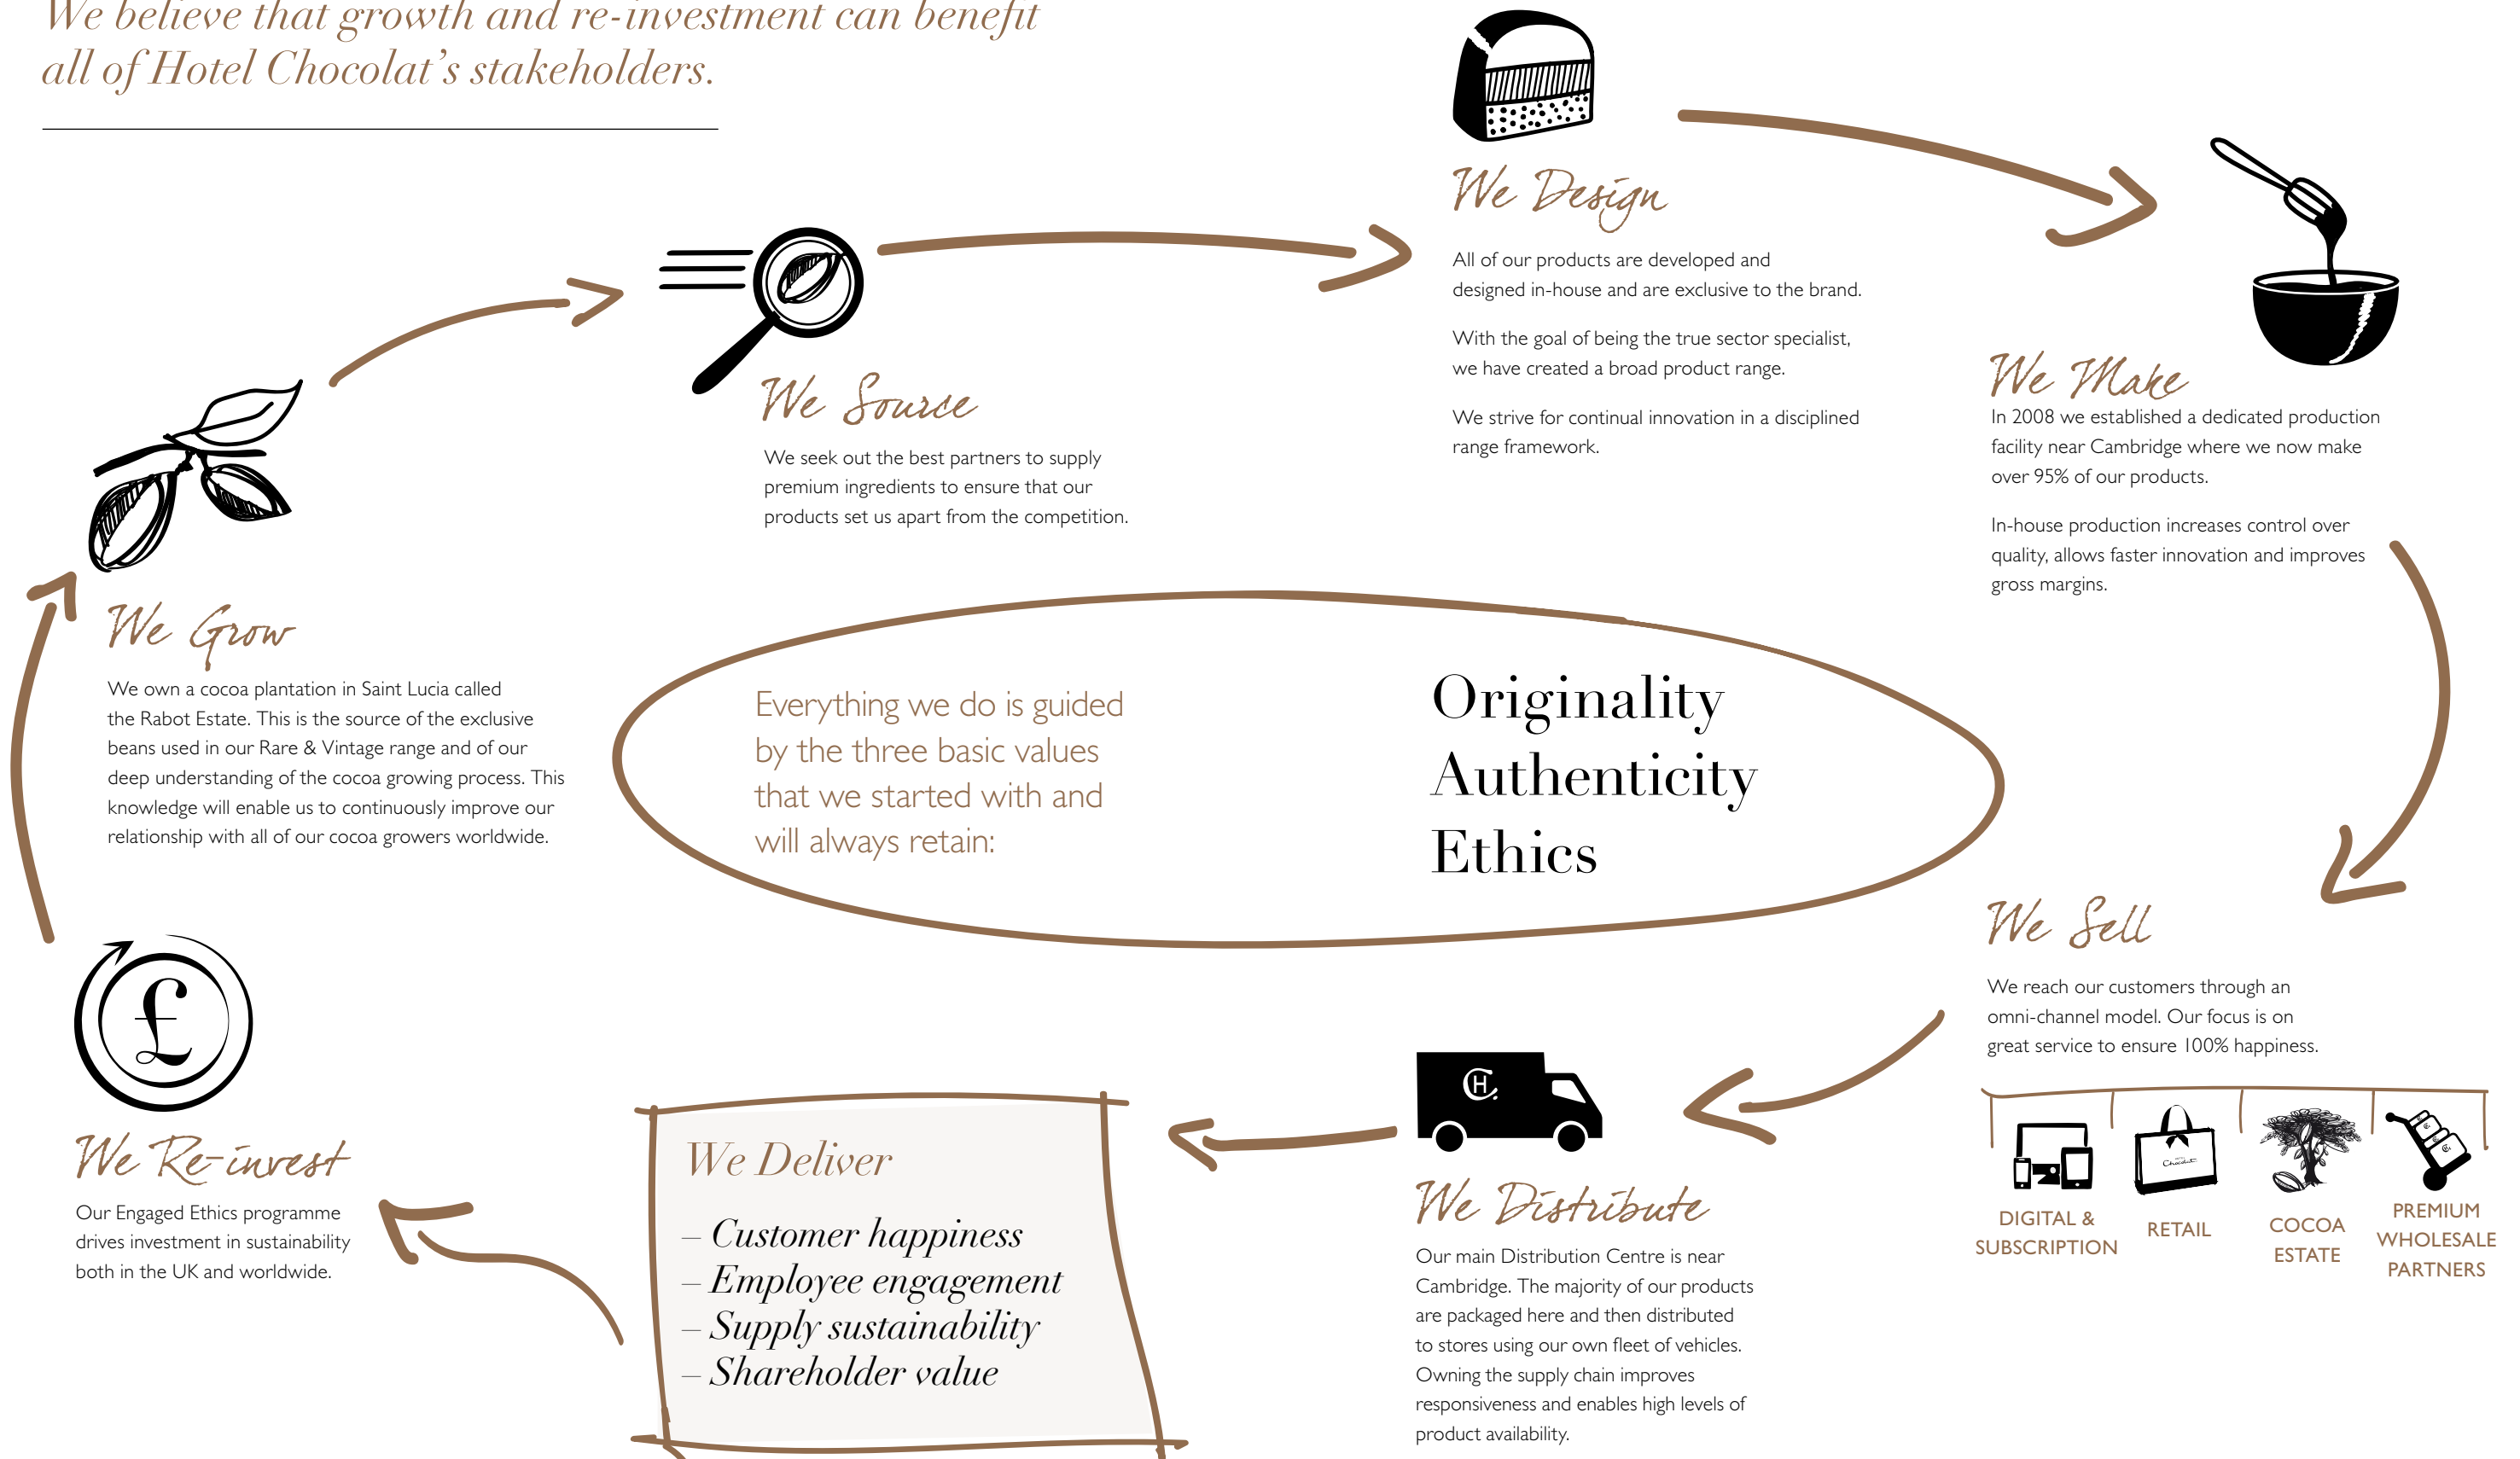 We believe that growth and re-investment can benefit
all of Hotel Chocolat's stakeholders.
We Design
All of our products are developed and
designed in-house and are exclusive to the brand.
With the goal of being the true sector specialist,
we have created a broad product range.
We strive for continual innovation in a disciplined
range framework.
We Source
We seek out the best partners to supply
premium ingredients to ensure that our
products set us apart from the competition.
We Make
In 2008 we established a dedicated production
facility near Cambridge where we now make
over 95% of our products.
In-house production increases control over
quality, allows faster innovation and improves
gross margins.
We Grow
We own a cocoa plantation in Saint Lucia called
the Rabot Estate. This is the source of the exclusive
beans used in our Rare & Vintage range and of our
deep understanding of the cocoa growing process. This
knowledge will enable us to continuously improve our
relationship with all of our cocoa growers worldwide.
Everything we do is guided
by the three basic values
that we started with and
will always retain:
Originality
Authenticity
Ethics
We Sell
We reach our customers through an
omni-channel model. Our focus is on
great service to ensure 100% happiness.
DIGITAL &
SUBSCRIPTION
RETAIL
COCOA
ESTATE
PREMIUM
WHOLESALE
PARTNERS
£
We Re-invest
Our Engaged Ethics programme
drives investment in sustainability
both in the UK and worldwide.
We Deliver
– Customer happiness
– Employee engagement
– Supply sustainability
– Shareholder value
HC
We Distribute
Our main Distribution Centre is near
Cambridge. The majority of our products
are packaged here and then distributed
to stores using our own fleet of vehicles.
Owning the supply chain improves
responsiveness and enables high levels of
product availability.